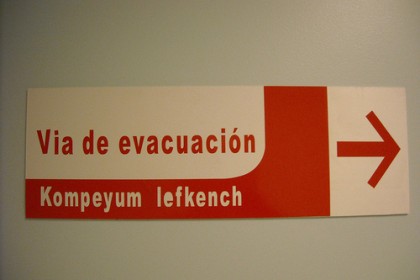 Via de evacuación
Kompeyum lefkench